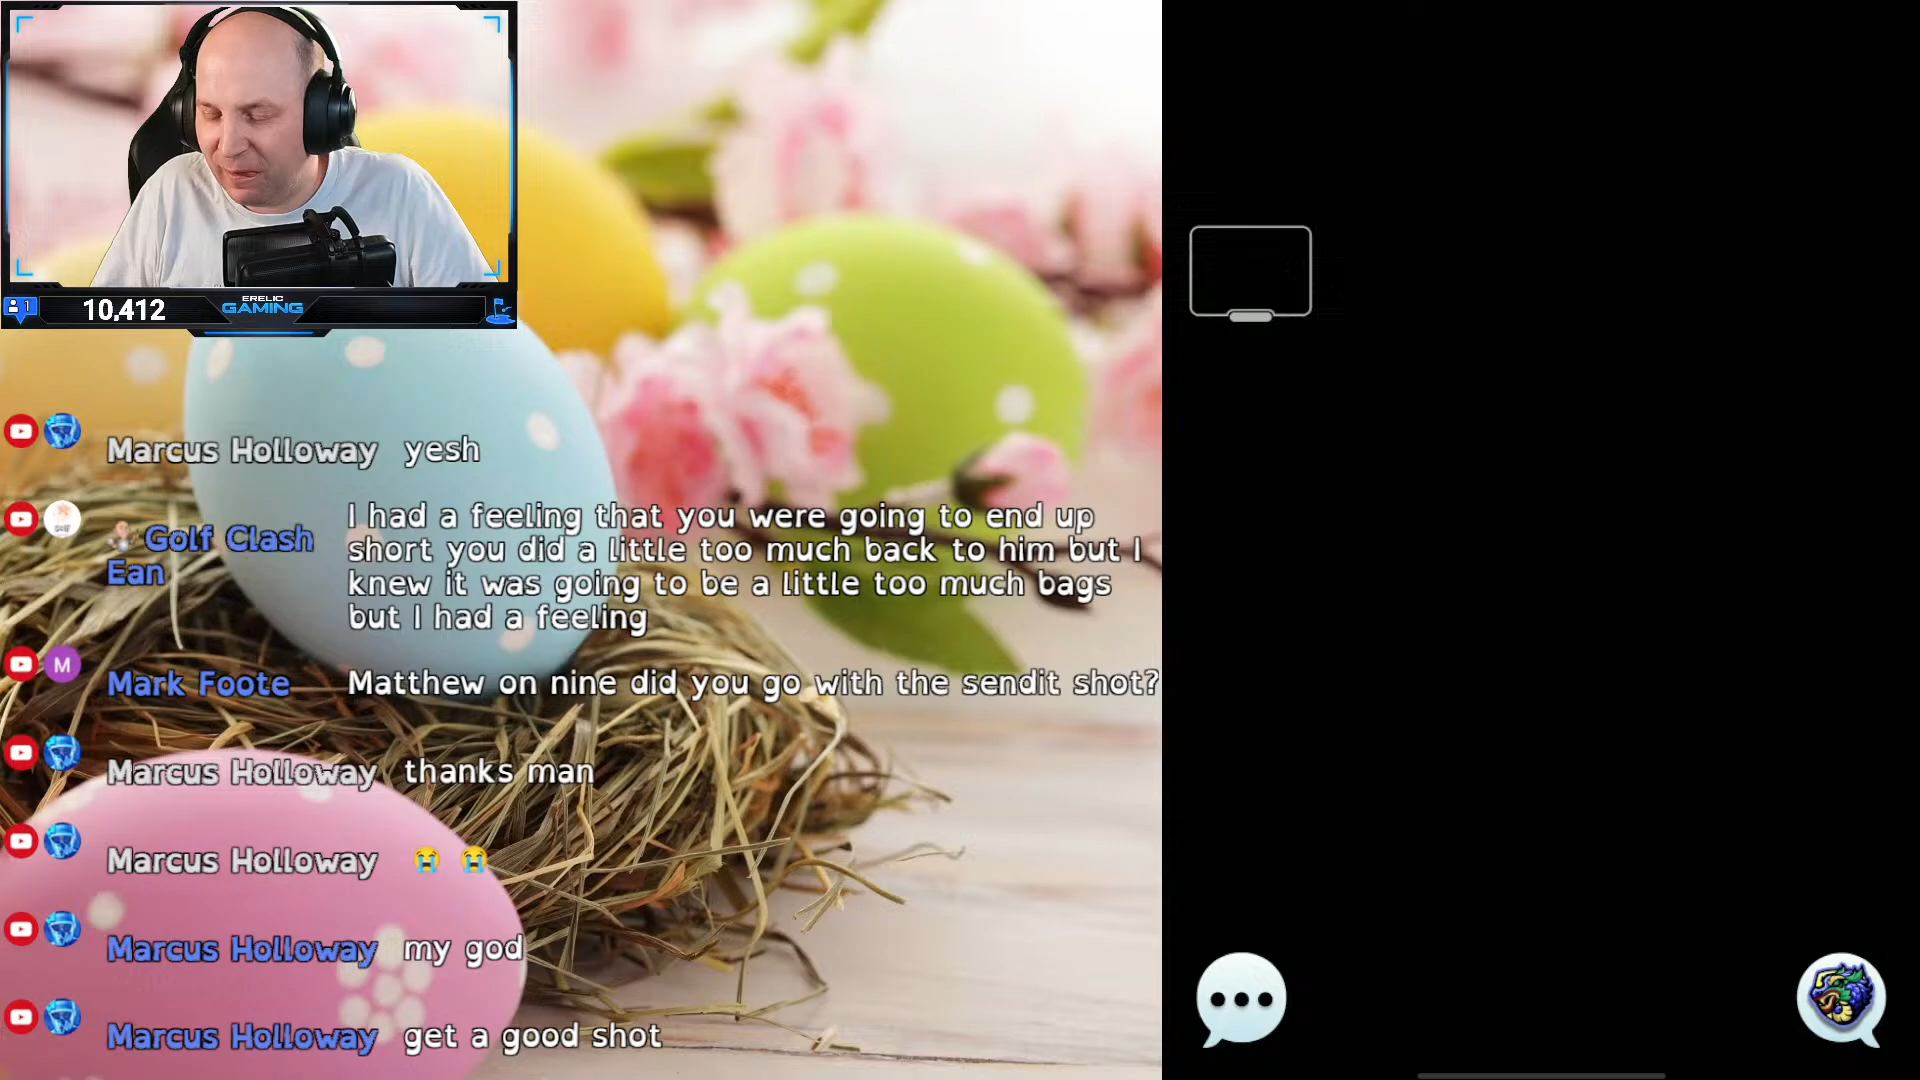 1
10,412
ERELIC
GAMING
Marcus Holloway yesh
Golf Clash
Ean
I had a feeling that you were going to end up
short you did a little too much back to him but I
knew it was going to be a little too much bags
but I had a feeling
M
Mark Foote Matthew on nine did you go with the sendit shot?
Marcus Holloway thanks man
Marcus Holloway 😭 😭
Marcus Holloway my god
Marcus Holloway get a good shot